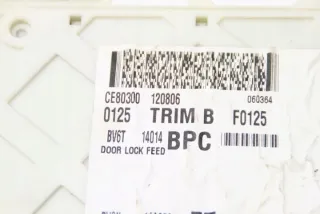 CE80300 120806 060364
0125 TRIM B F0125
BV6T 14014 BPC
DOOR LOCK FEED